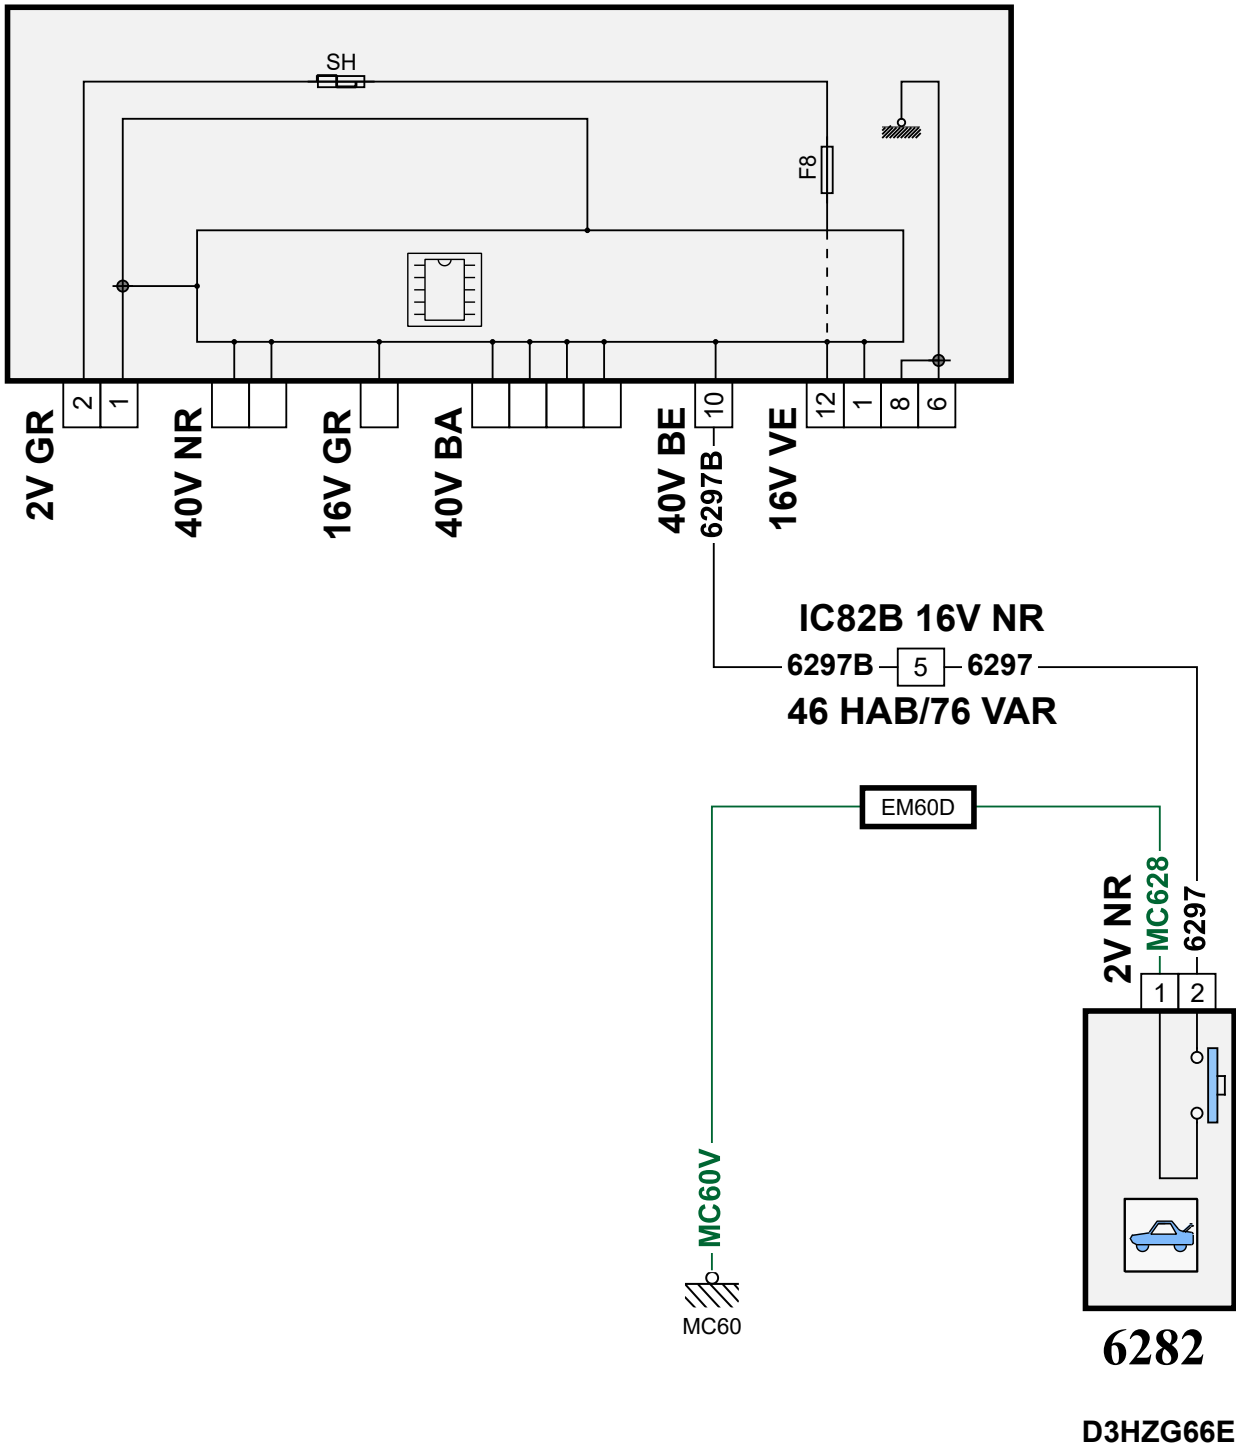 SH
F8
2
1
10
12
1
8
6
2V GR
40V NR
16V GR
40V BA
40V BE
6297B
16V VE
IC82B 16V NR
6297B
5
6297
46 HAB/76 VAR
EM60D
2V NR
MC628
6297
1
2
MC60V
MC60
6282
D3HZG66E